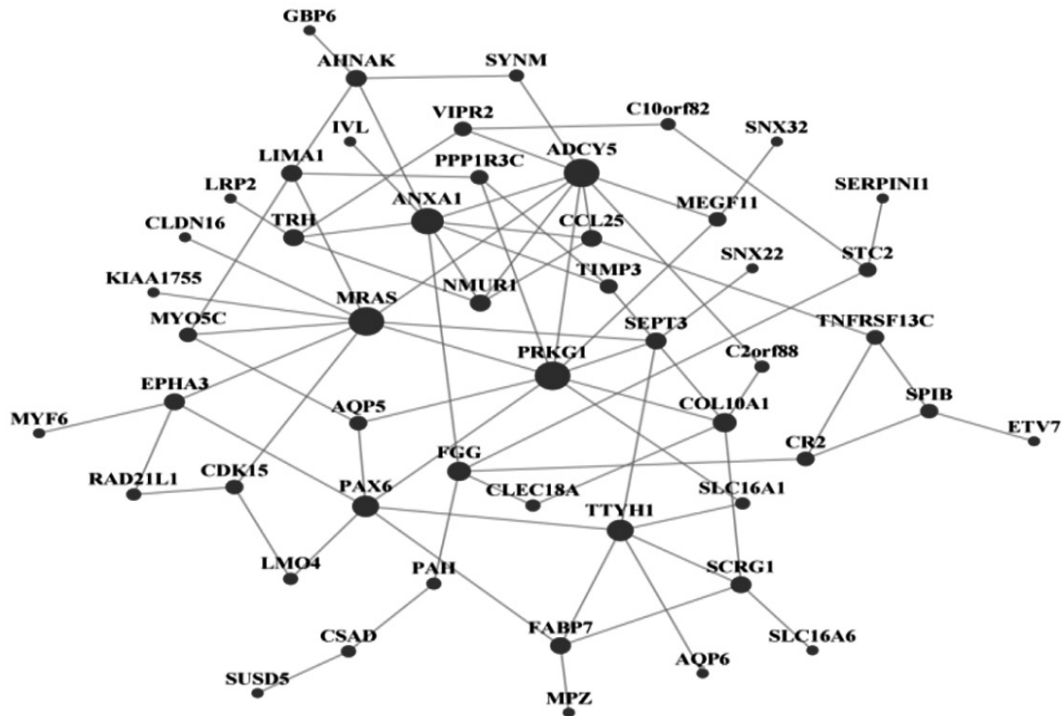 GBP6
AHNAK
SYNM
VIPR2
C10orf82
IVL
SNX32
ADCY5
LIMA1
PPP1R3C
LRP2
SERPINI1
ANXA1
MEGF11
CLDN16
TRH
CCL25
SNX22
STC2
KIAA1755
NMUR1
TIMP3
MRAS
MYO5C
SEPT3
TNFRSF13C
PRKG1
C2orf88
EPHA3
AQP5
COL10A1
SPIB
MYF6
ETV7
FGG
CR2
RAD21L1
CDK15
PAX6
CLEC18A
SLC16A1
TTYH1
LMO4
PAH
SCRG1
CSAD
FABP7
SLC16A6
AQP6
SUSD5
MPZ